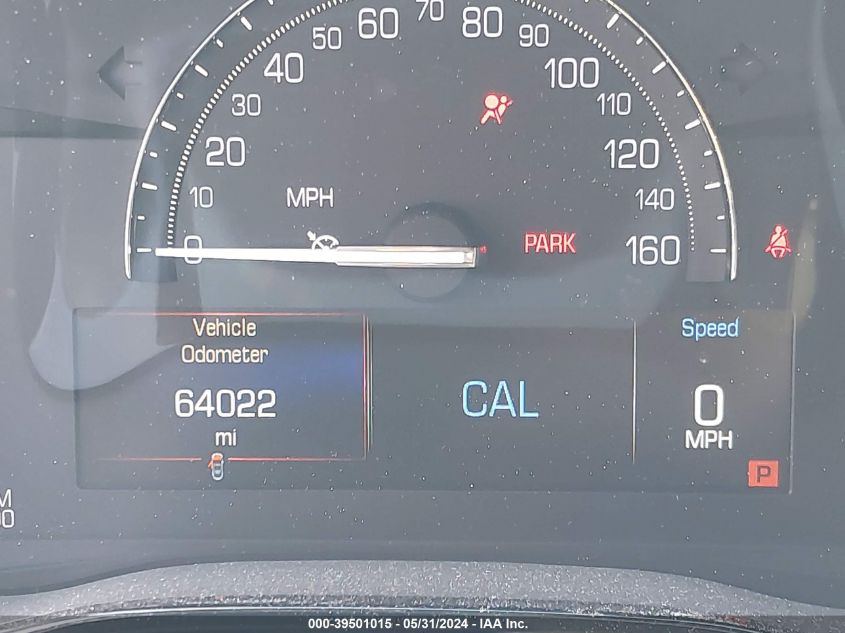 70
60 80
50 90
40 100
30 110
20 120
10 MPH 140
0 PARK 160
Vehicle
Odometer
64022
mi
CAL
Speed
0
MPH
P
000-39501015 - 05/31/2024 - IAA Inc.